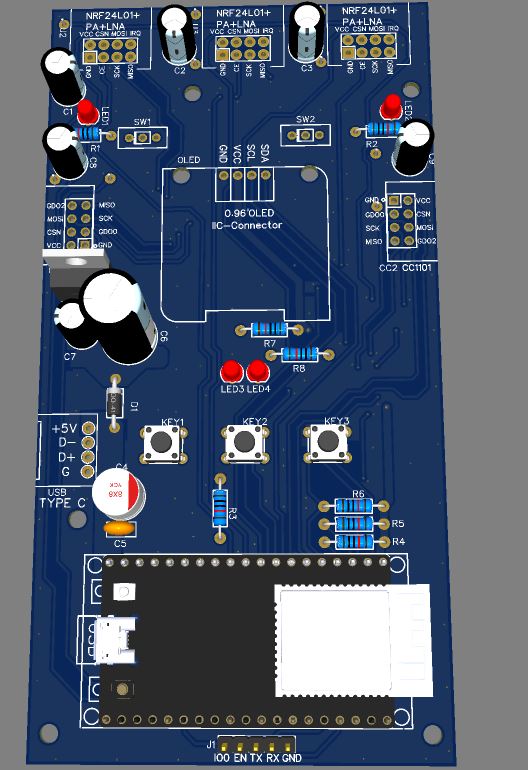 NRF24L01+ NRF24L01+ NRF24L01+
PA+LNA PA+LNA PA+LNA
VCC CSN MOSI IRQ VCC CSN MOSI IRQ VCC CSN MOSI IRQ
GND CE SCK MISO GND CE SCK MISO GND CE SCK MISO
C2 C3
C1
LED1
R1
SW1 SW2
R2
C8 C9
OLED
GND VCC SCL SDA
0.96'OLED
IIC-Connector
GDO2 MISO
MOSI SCK
CSN GDO0
VCC GND
GND VCC
GDO0 CSN
SCK MOSI
MISO GDO2
CC2 CC1101
C7 C6
R7
R8
LED3 LED4
D1
KEY1 KEY2 KEY3
+5V
D-
D+
G
USB
TYPE C
C4
8X8
YCK
C5
R3
R6
R5
R4
USB
J1
IO0 EN TX RX GND